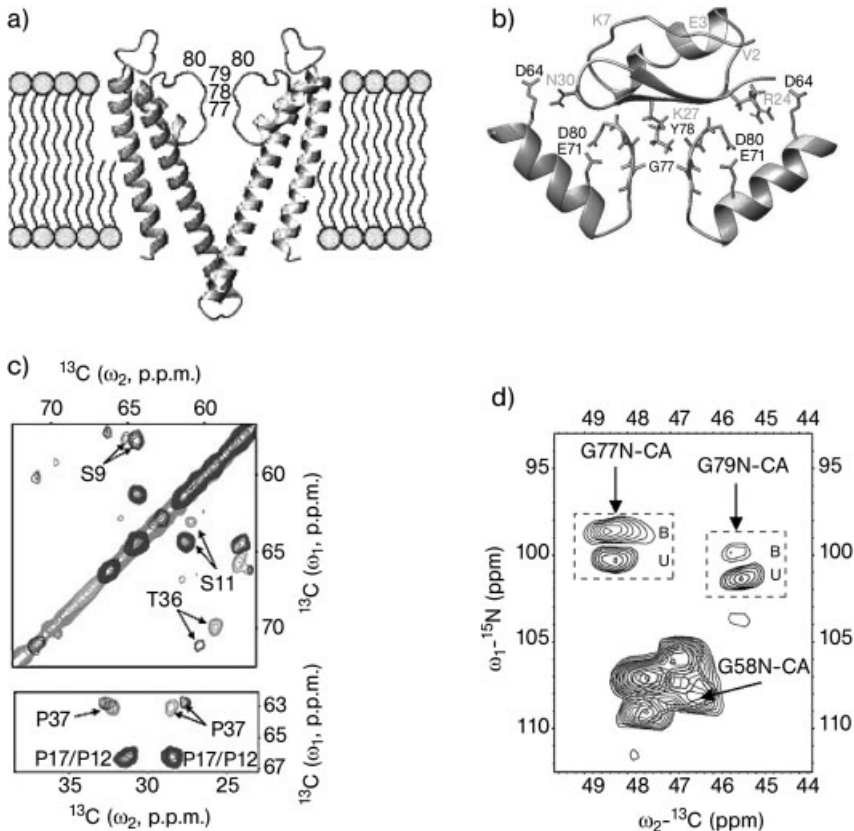 a)
80 80
79
78
77
b)
K7
E3
V2
D64
N30
D64
R24
K27
Y78
D80
E71
D80
E71
G77
c)
¹³C (ω₂, p.p.m.)
70 65 60
S9
60
65
70
¹³C (ω₁, p.p.m.)
S11
T36
P37
P37
P17/P12
P17/P12
63
65
67
¹³C (ω₁, p.p.m.)
35 30 25
¹³C (ω₂, p.p.m.)
d)
49 48 47 46 45 44
G77N-CA
G79N-CA
95 95
B
B
100 100
U
U
105 105
G58N-CA
110 110
ω₁-¹⁵N (ppm)
49 48 47 46 45 44
ω₂-¹³C (ppm)